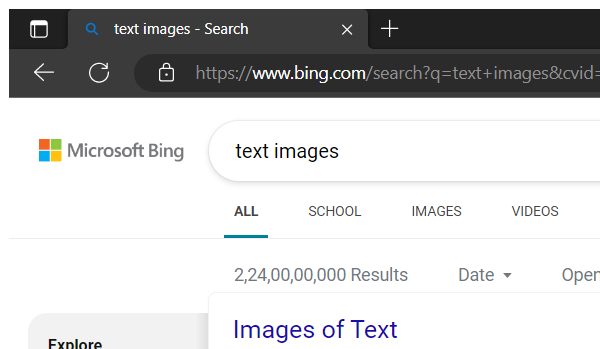 text images - Search
https://www.bing.com/search?q=text+images&cvid=
Microsoft Bing
text images
ALL SCHOOL IMAGES VIDEOS
2,24,00,00,000 Results Date Open
Images of Text
Explore